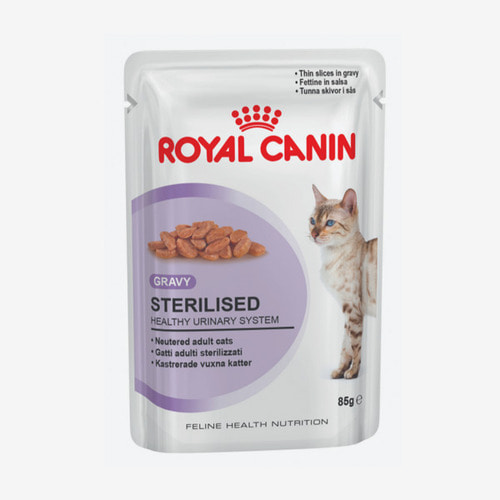 • Thin slices in gravy
• Fettine in salsa
• Tunna skivor i sås
ROYAL CANIN
GRAVY
STERILISED
HEALTHY URINARY SYSTEM
• Neutered adult cats
• Gatti adulti sterilizzati
• Kastrerade vuxna katter
85g℮
FELINE HEALTH NUTRITION